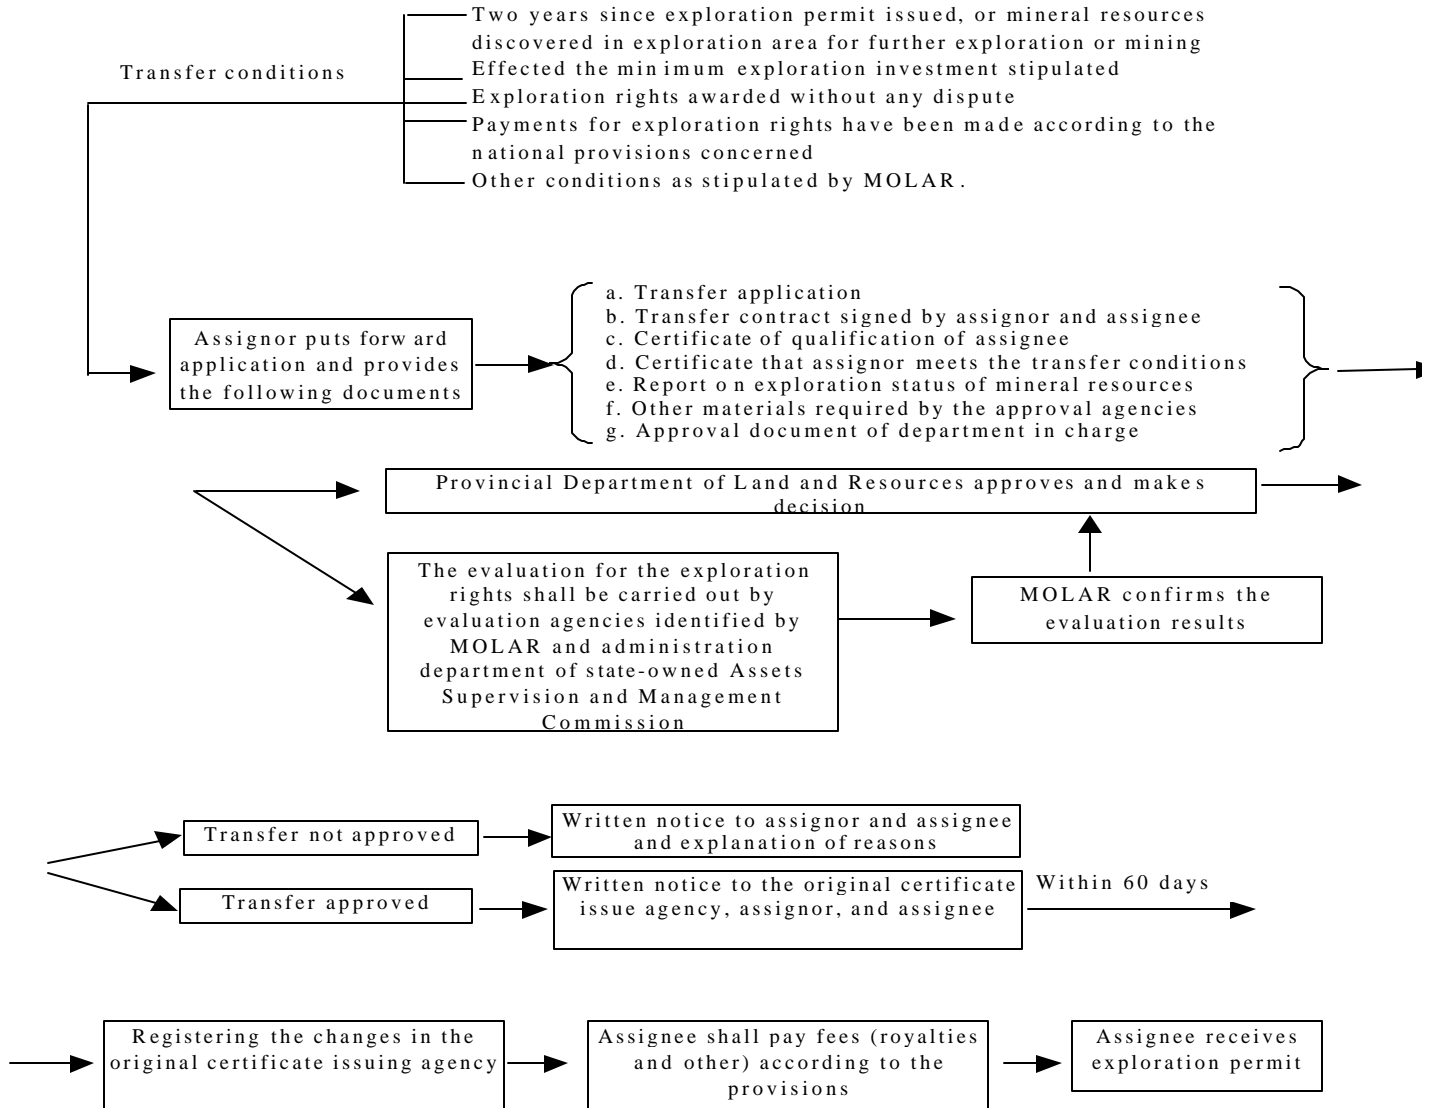 Two years since exploration permit issued, or mineral resources
discovered in exploration area for further exploration or mining
Transfer conditions
Effected the minimum exploration investment stipulated
Exploration rights awarded without any dispute
Payments for exploration rights have been made according to the
national provisions concerned
Other conditions as stipulated by MOLAR.
Assignor puts forward
application and provides
the following documents
a. Transfer application
b. Transfer contract signed by assignor and assignee
c. Certificate of qualification of assignee
d. Certificate that assignor meets the transfer conditions
e. Report on exploration status of mineral resources
f. Other materials required by the approval agencies
g. Approval document of department in charge
Provincial Department of Land and Resources approves and makes
decision
The evaluation for the exploration
rights shall be carried out by
evaluation agencies identified by
MOLAR and administration
department of state-owned Assets
Supervision and Management
Commission
MOLAR confirms the
evaluation results
Transfer not approved
Written notice to assignor and assignee
and explanation of reasons
Transfer approved
Written notice to the original certificate
issue agency, assignor, and assignee
Within 60 days
Registering the changes in the
original certificate issuing agency
Assignee shall pay fees (royalties
and other) according to the
provisions
Assignee receives
exploration permit